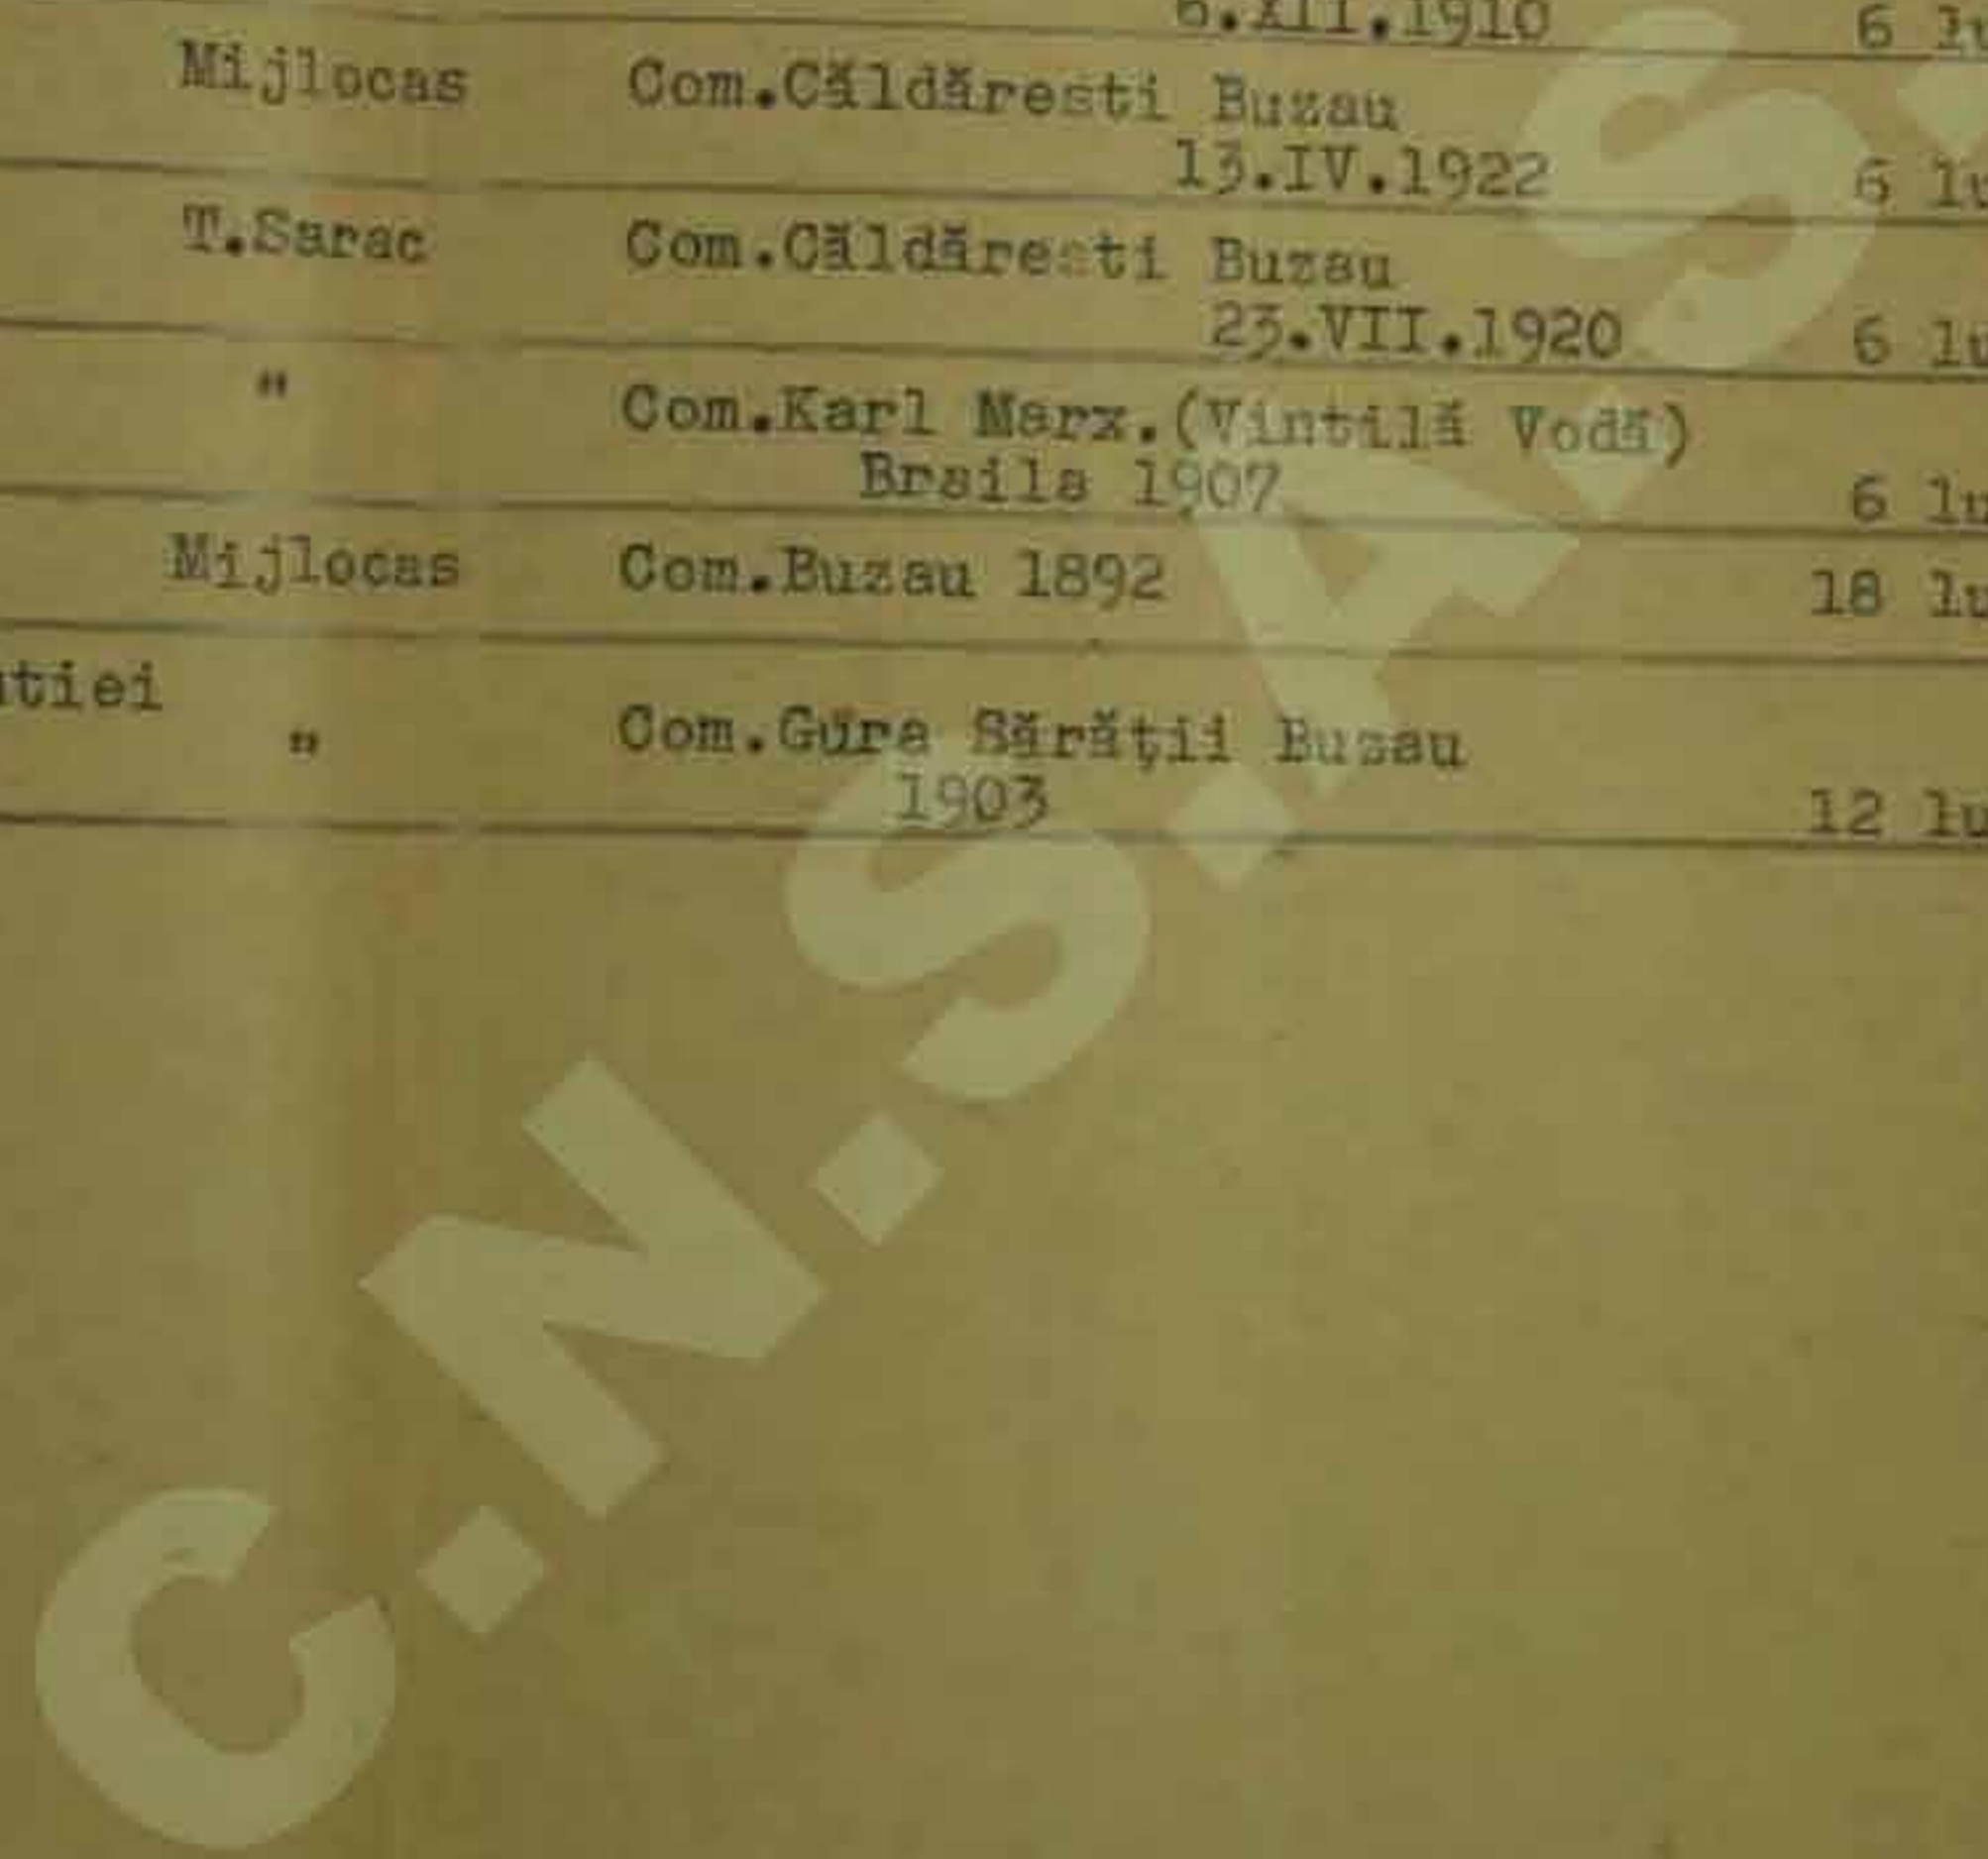 6.XII.1910 6 lu
Mijlocas Com.Căldăresti Buzau
13.IV.1922 6 lu
T.Sarac Com.Căldăresti Buzau
23.VII.1920 6 lu
" Com.Karl Marx.(Vintilă Vodă)
Braila 1907 6 lu
Mijlocas Com.Buzau 1892 18 lu
utiei
" Com.Gura Sărăţii Buzau
1903 12 lu
C.N.S.A.S.